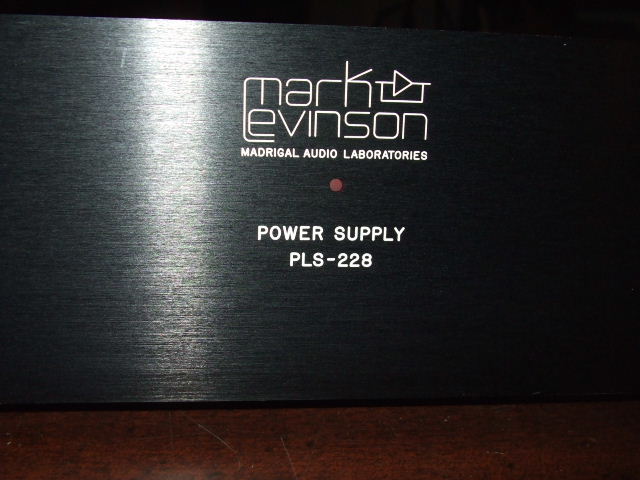 mark
Levinson
MADRIGAL AUDIO LABORATORIES
POWER SUPPLY
PLS-228